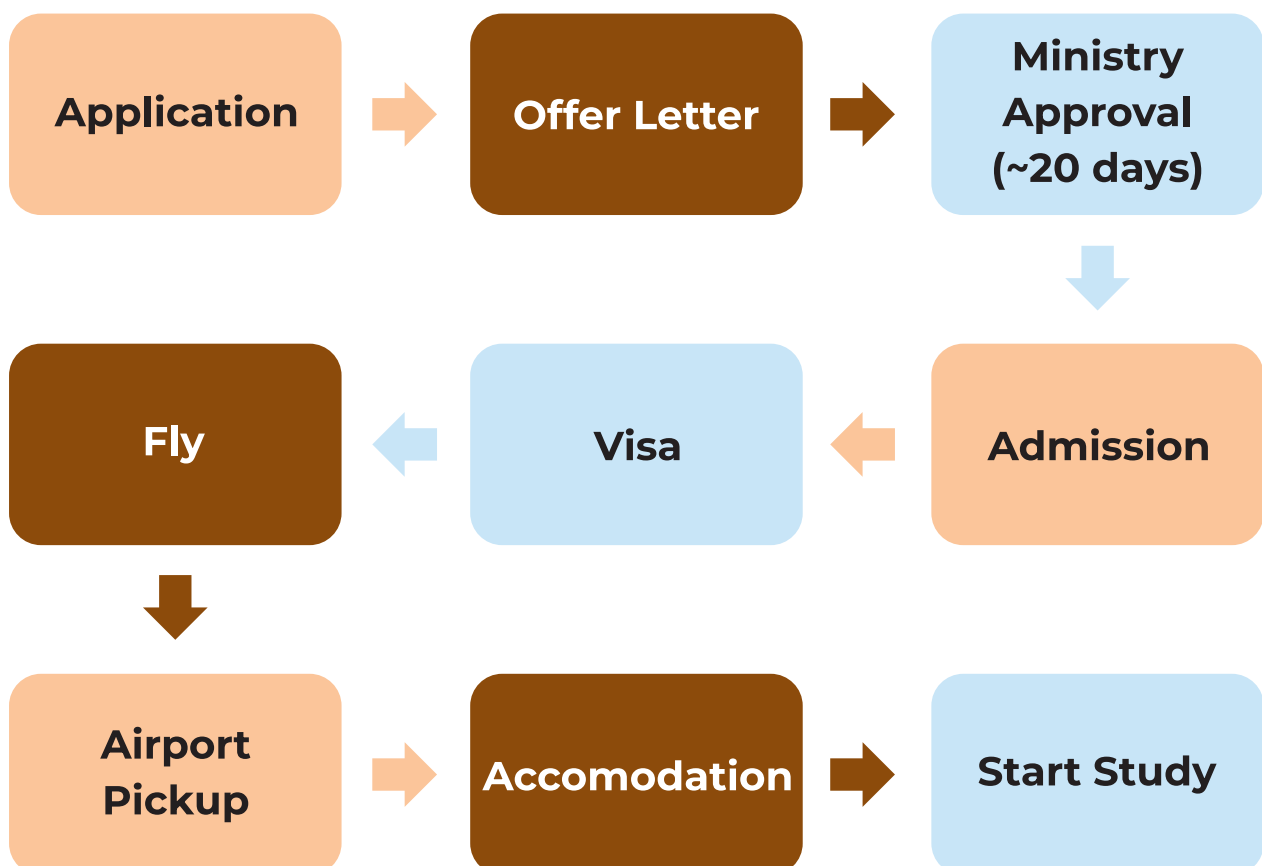 Application
Offer Letter
Ministry
Approval
(~20 days)
Admission
Visa
Fly
Airport
Pickup
Accomodation
Start Study